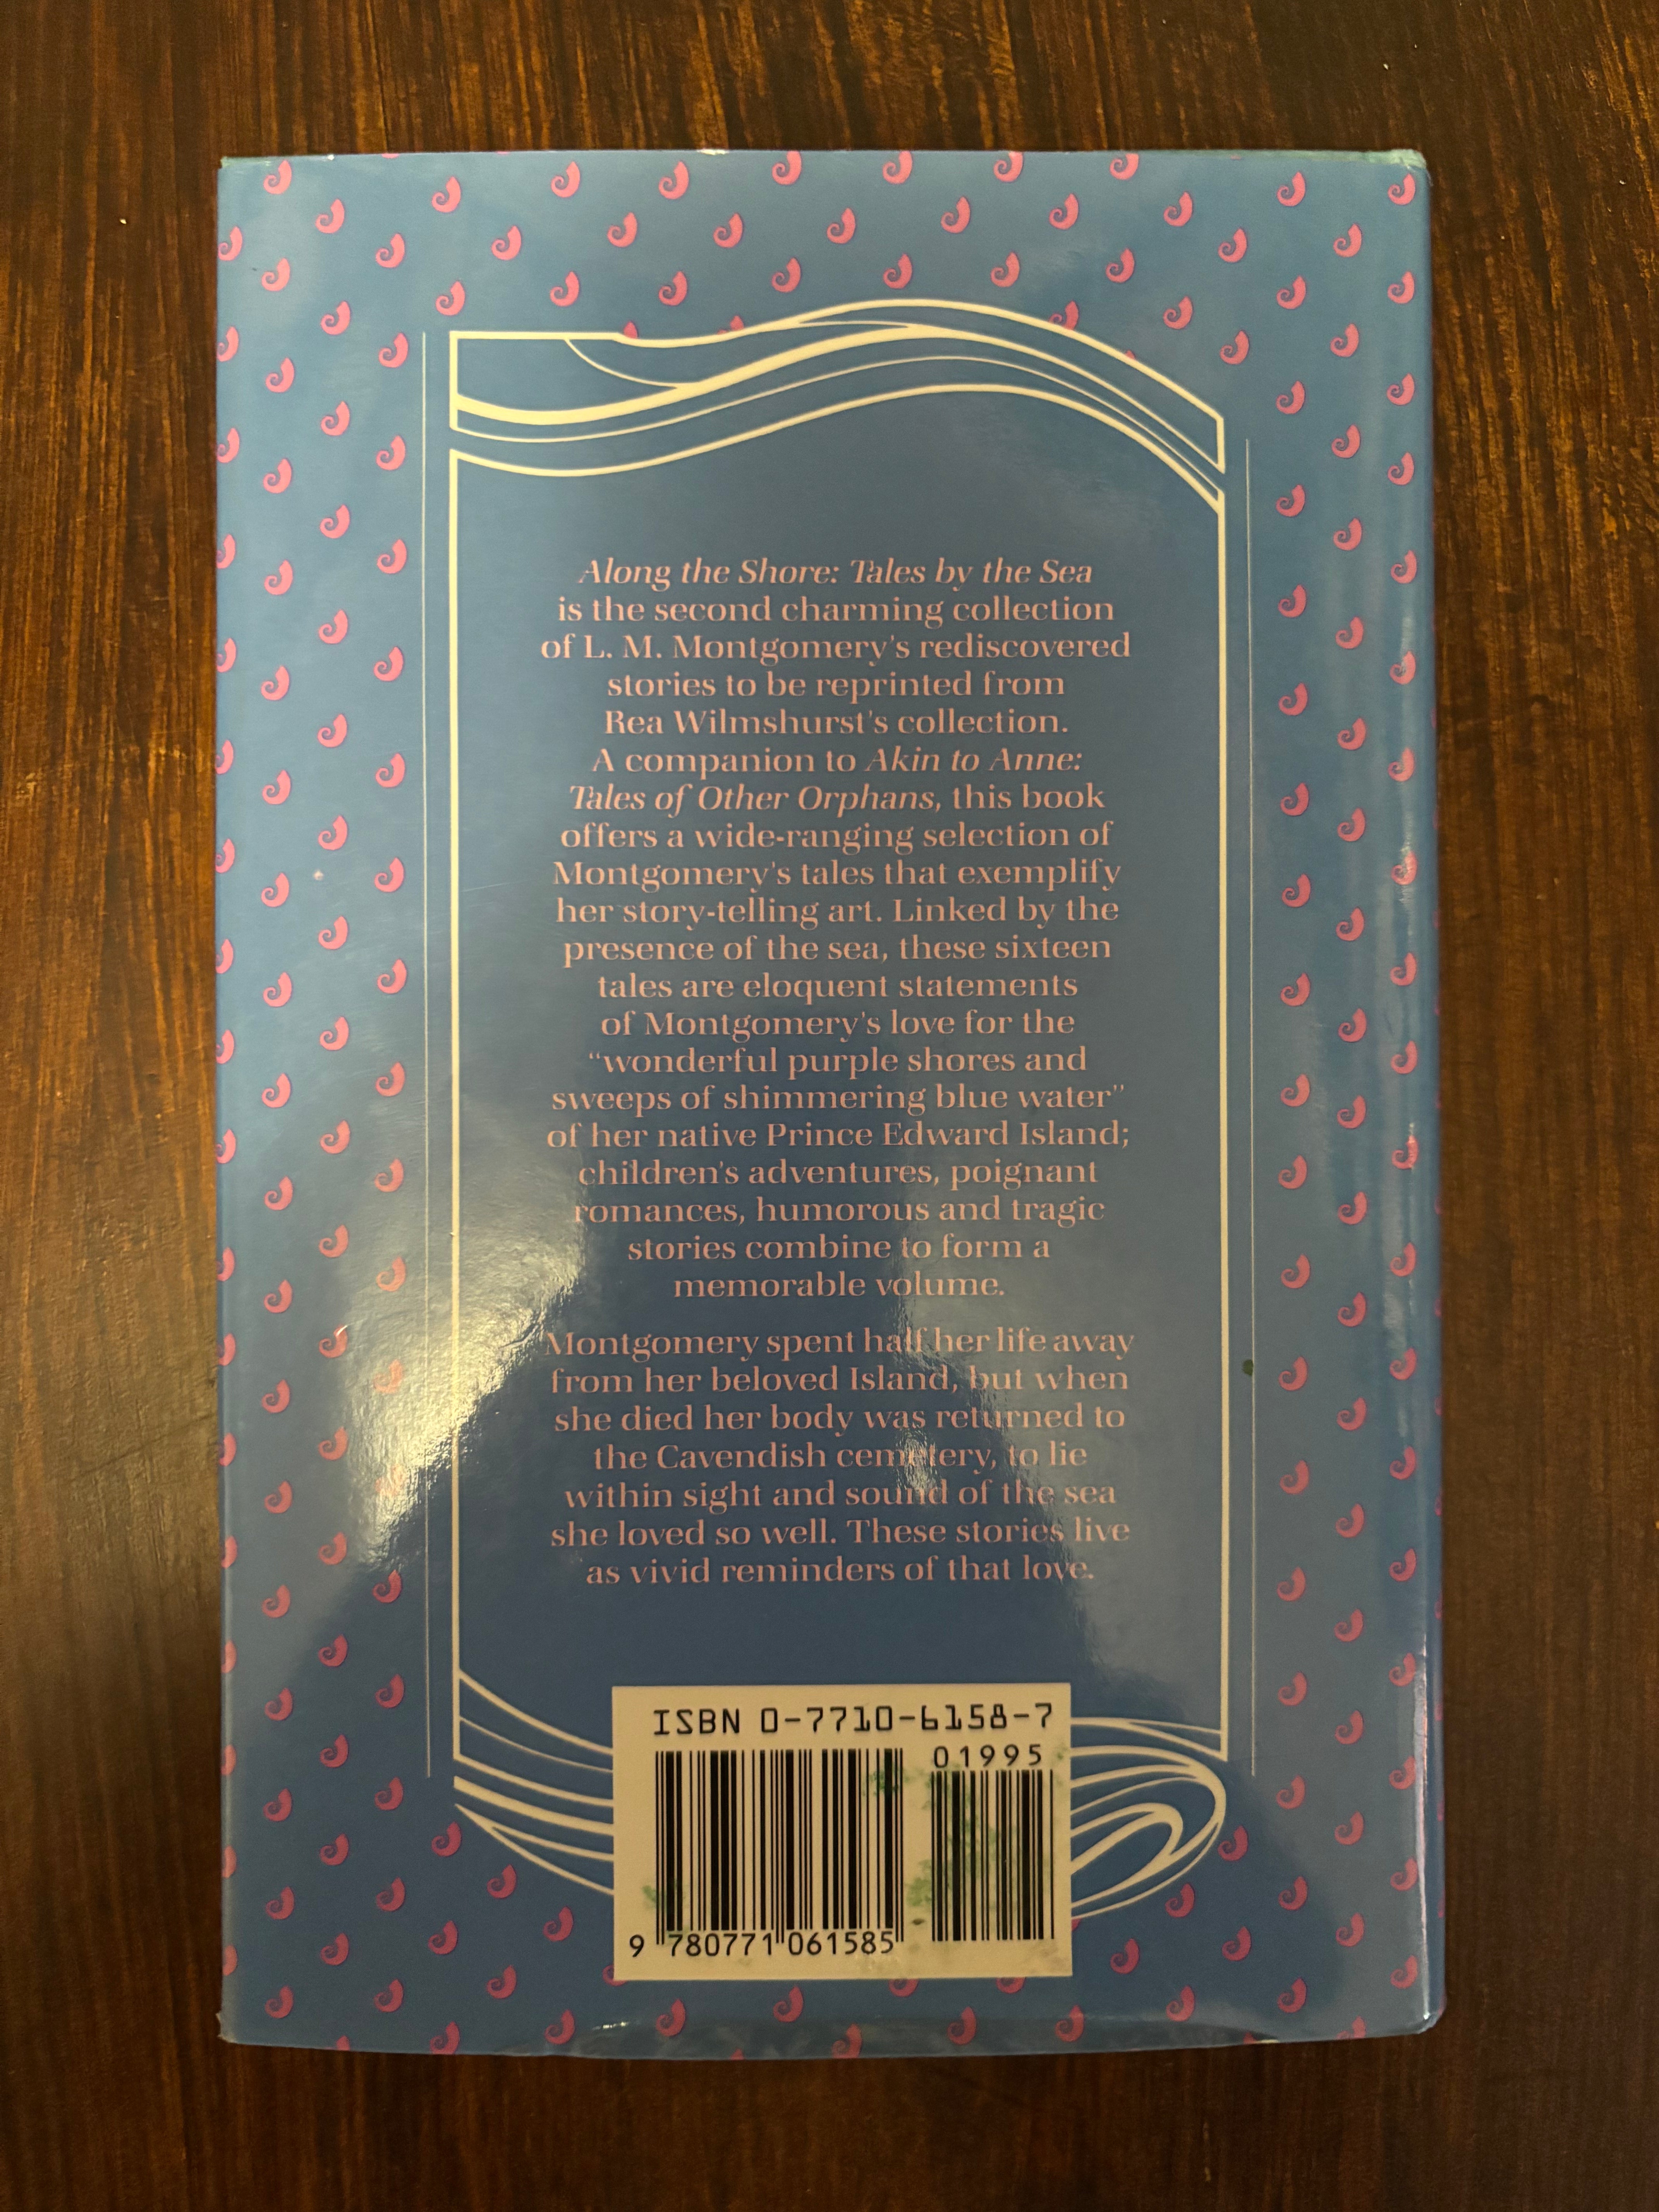 Along the Shore: Tales by the Sea
is the second charming collection
of L. M. Montgomery's rediscovered
stories to be reprinted from
Rea Wilmshurst's collection.
A companion to Akin to Anne:
Tales of Other Orphans, this book
offers a wide-ranging selection of
Montgomery's tales that exemplify
her story-telling art. Linked by the
presence of the sea, these sixteen
tales are eloquent statements
of Montgomery's love for the
“wonderful purple shores and
sweeps of shimmering blue water”
of her native Prince Edward Island;
children's adventures, poignant
romances, humorous and tragic
stories combine to form a
memorable volume.
Montgomery spent half her life away
from her beloved Island, but when
she died her body was returned to
the Cavendish cemetery, to lie
within sight and sound of the sea
she loved so well. These stories live
as vivid reminders of that love.
ISBN 0-7710-6158-7
01995
9 780771 061585